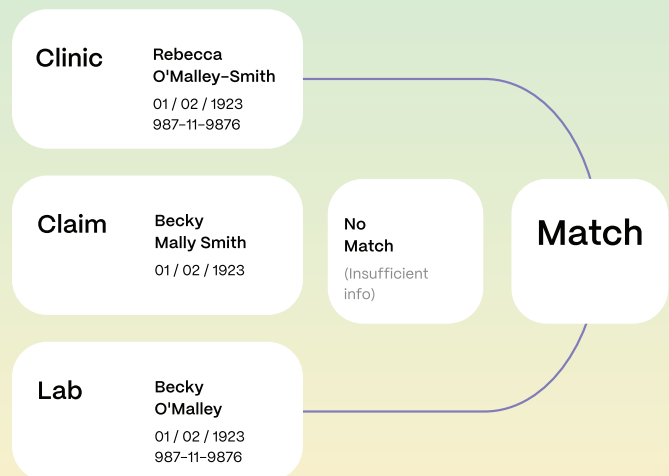 Clinic
Rebecca
O'Malley-Smith
01 / 02 / 1923
987-11-9876
Claim
Becky
Mally Smith
01 / 02 / 1923
No
Match
(Insufficient
info)
Match
Lab
Becky
O'Malley
01 / 02 / 1923
987-11-9876